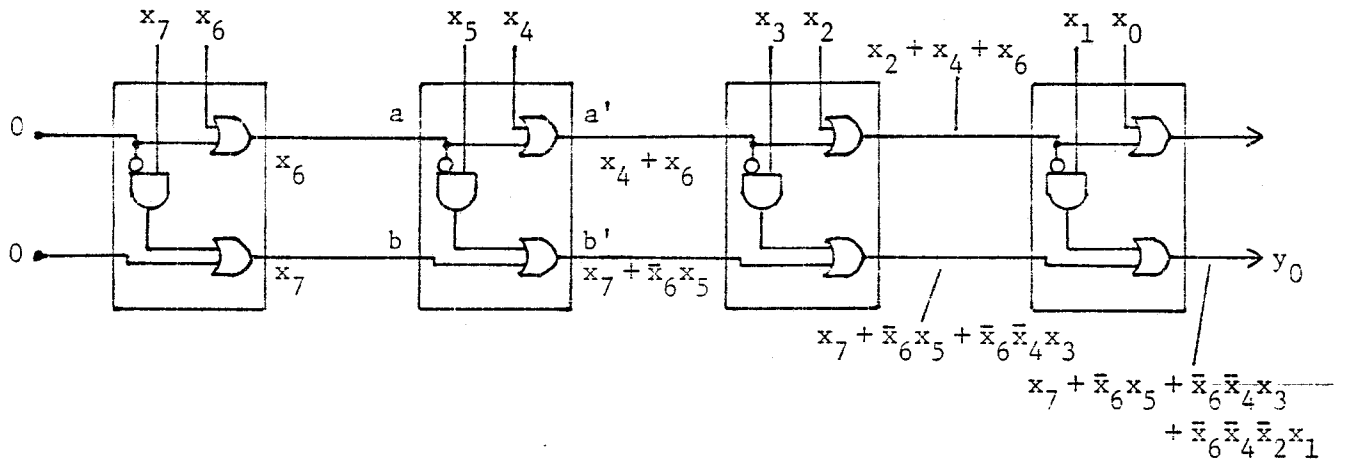 x₇ x₆ x₅ x₄ x₃ x₂ x₁ x₀
x₂ + x₄ + x₆
0 a a'
x₆ x₄ + x₆
0 b b' y₀
x₇ x₇ + x̄₆x₅
x₇ + x̄₆x₅ + x̄₆x̄₄x₃
x₇ + x̄₆x₅ + x̄₆x̄₄x₃
+ x̄₆x̄₄x̄₂x₁